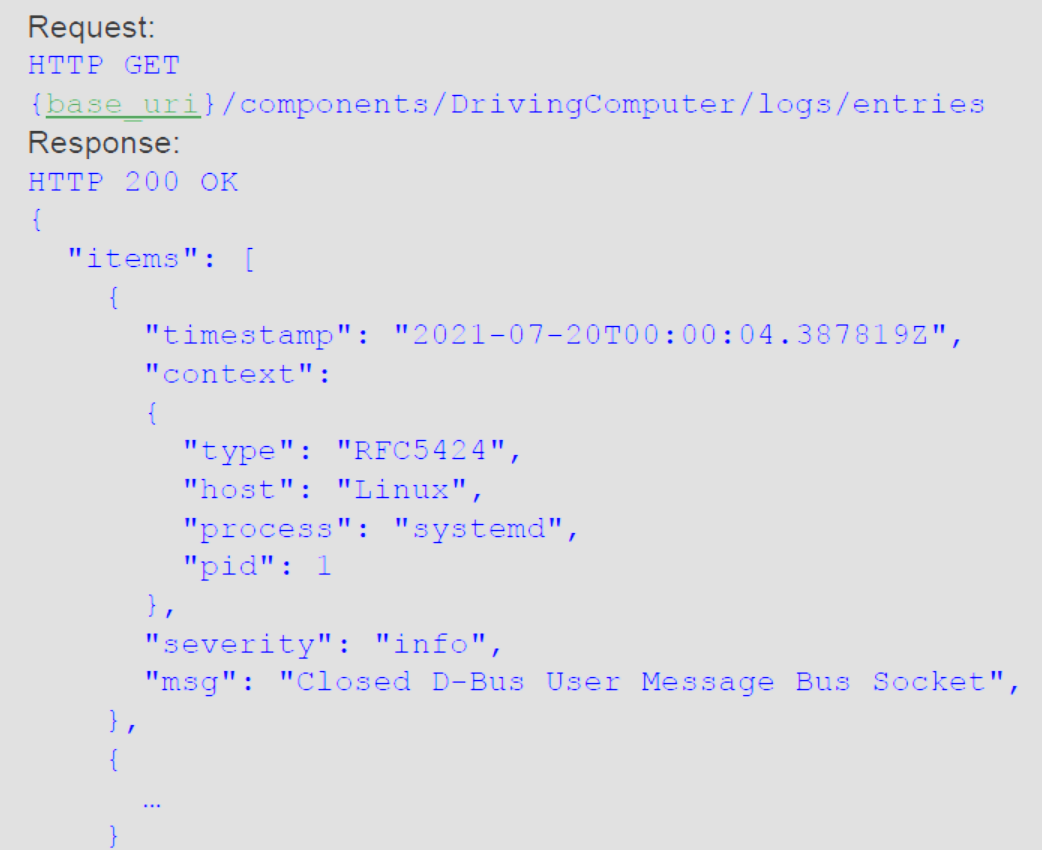 Request:
HTTP GET
{base_uri}/components/DrivingComputer/logs/entries
Response:
HTTP 200 OK
{
  "items": [
    {
      "timestamp": "2021-07-20T00:00:04.387819Z",
      "context":
      {
        "type": "RFC5424",
        "host": "Linux",
        "process": "systemd",
        "pid": 1
      },
      "severity": "info",
      "msg": "Closed D-Bus User Message Bus Socket",
    },
    {
      …
    }